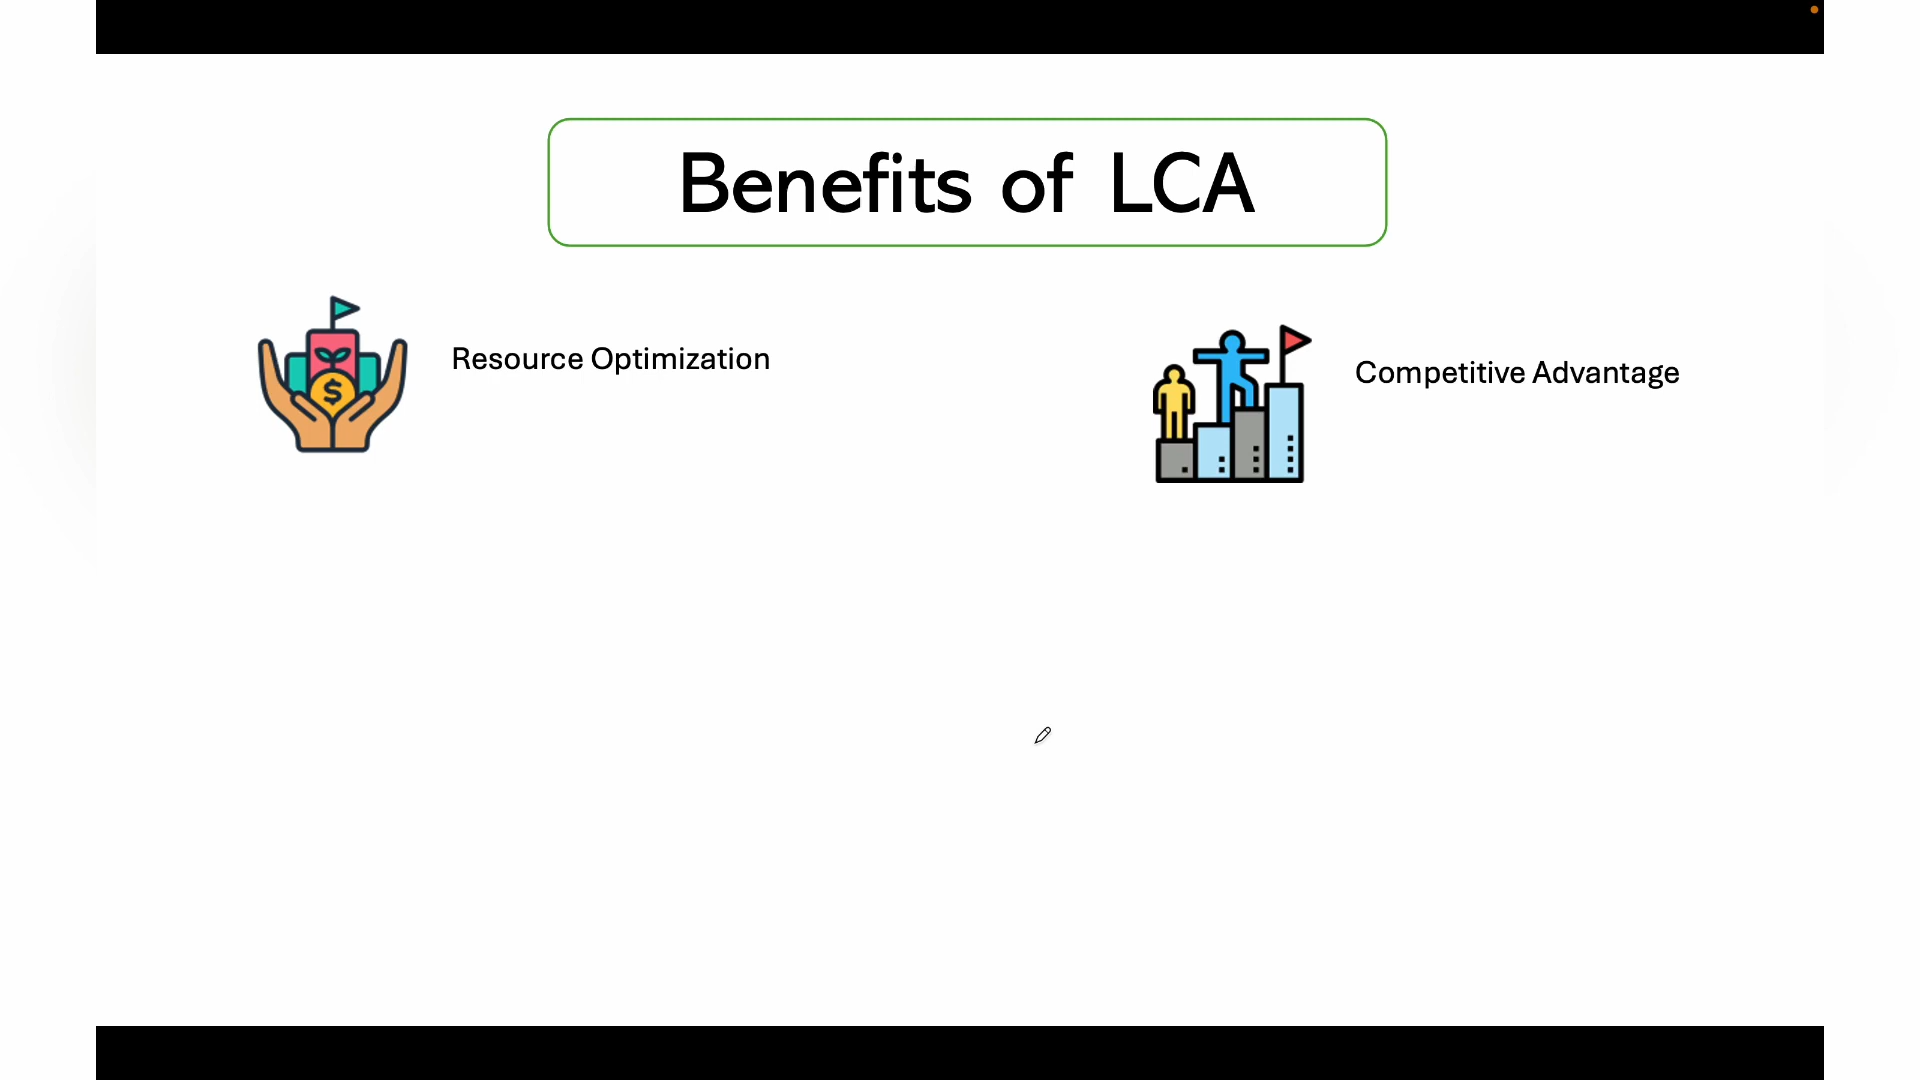 Benefits of LCA
Resource Optimization
Competitive Advantage
$